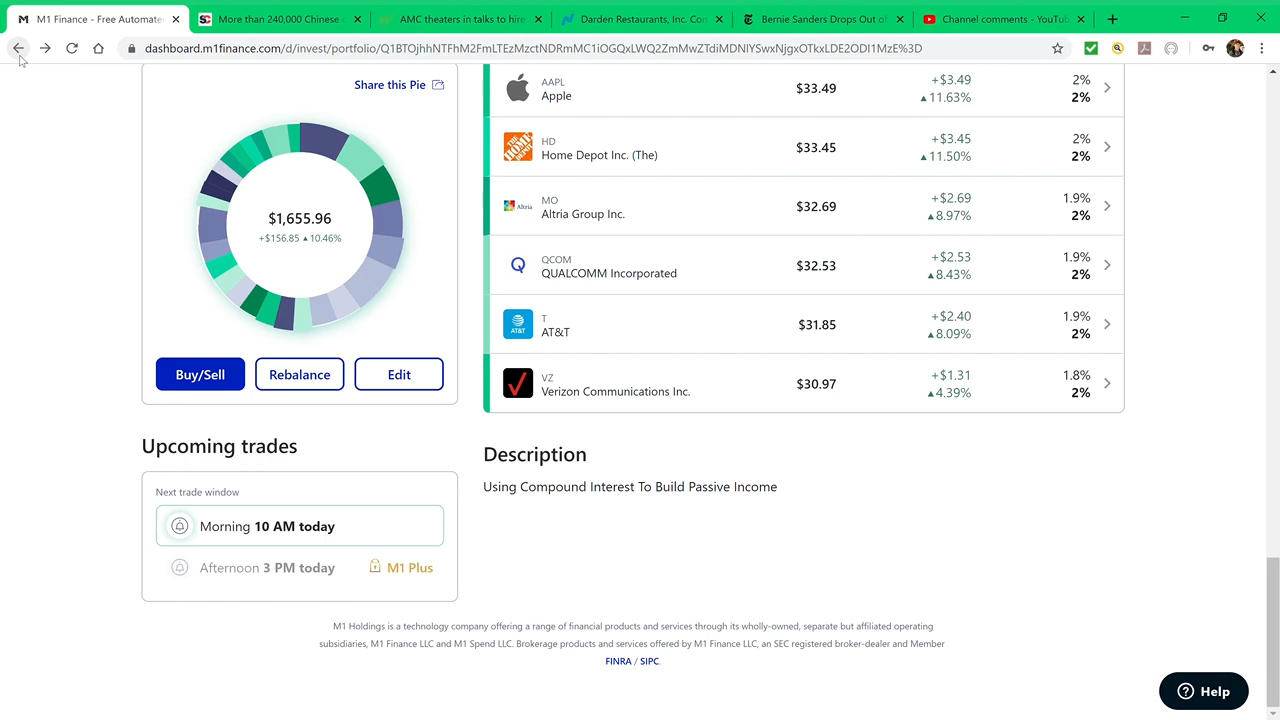 M1 Finance - Free Automate
More than 240,000 Chinese c
AMC theaters in talks to hire
Darden Restaurants, Inc. Con
Bernie Sanders Drops Out of
Channel comments - YouTub
dashboard.m1finance.com/d/invest/portfolio/Q1BTOjhhNTFhM2FmLTEzMzctNDRmMC1iOGQxLWQ2ZmMwZTdiMDNlYSwxNjgxOTkxLDE2ODI1MzE%3D
Share this Pie
$1,655.96
+$156.85 ▲ 10.46%
Buy/Sell
Rebalance
Edit
AAPL
Apple
$33.49
+$3.49
▲11.63%
2%
2%
HD
Home Depot Inc. (The)
$33.45
+$3.45
▲11.50%
2%
2%
Altria
MO
Altria Group Inc.
$32.69
+$2.69
▲8.97%
1.9%
2%
Q
QCOM
QUALCOMM Incorporated
$32.53
+$2.53
▲8.43%
1.9%
2%
AT&T
T
AT&T
$31.85
+$2.40
▲8.09%
1.9%
2%
VZ
Verizon Communications Inc.
$30.97
+$1.31
▲4.39%
1.8%
2%
Upcoming trades
Next trade window
Morning 10 AM today
Afternoon 3 PM today
M1 Plus
Description
Using Compound Interest To Build Passive Income
M1 Holdings is a technology company offering a range of financial products and services through its wholly-owned, separate but affiliated operating
subsidiaries, M1 Finance LLC and M1 Spend LLC. Brokerage products and services offered by M1 Finance LLC, an SEC registered broker-dealer and Member
FINRA / SIPC.
Help